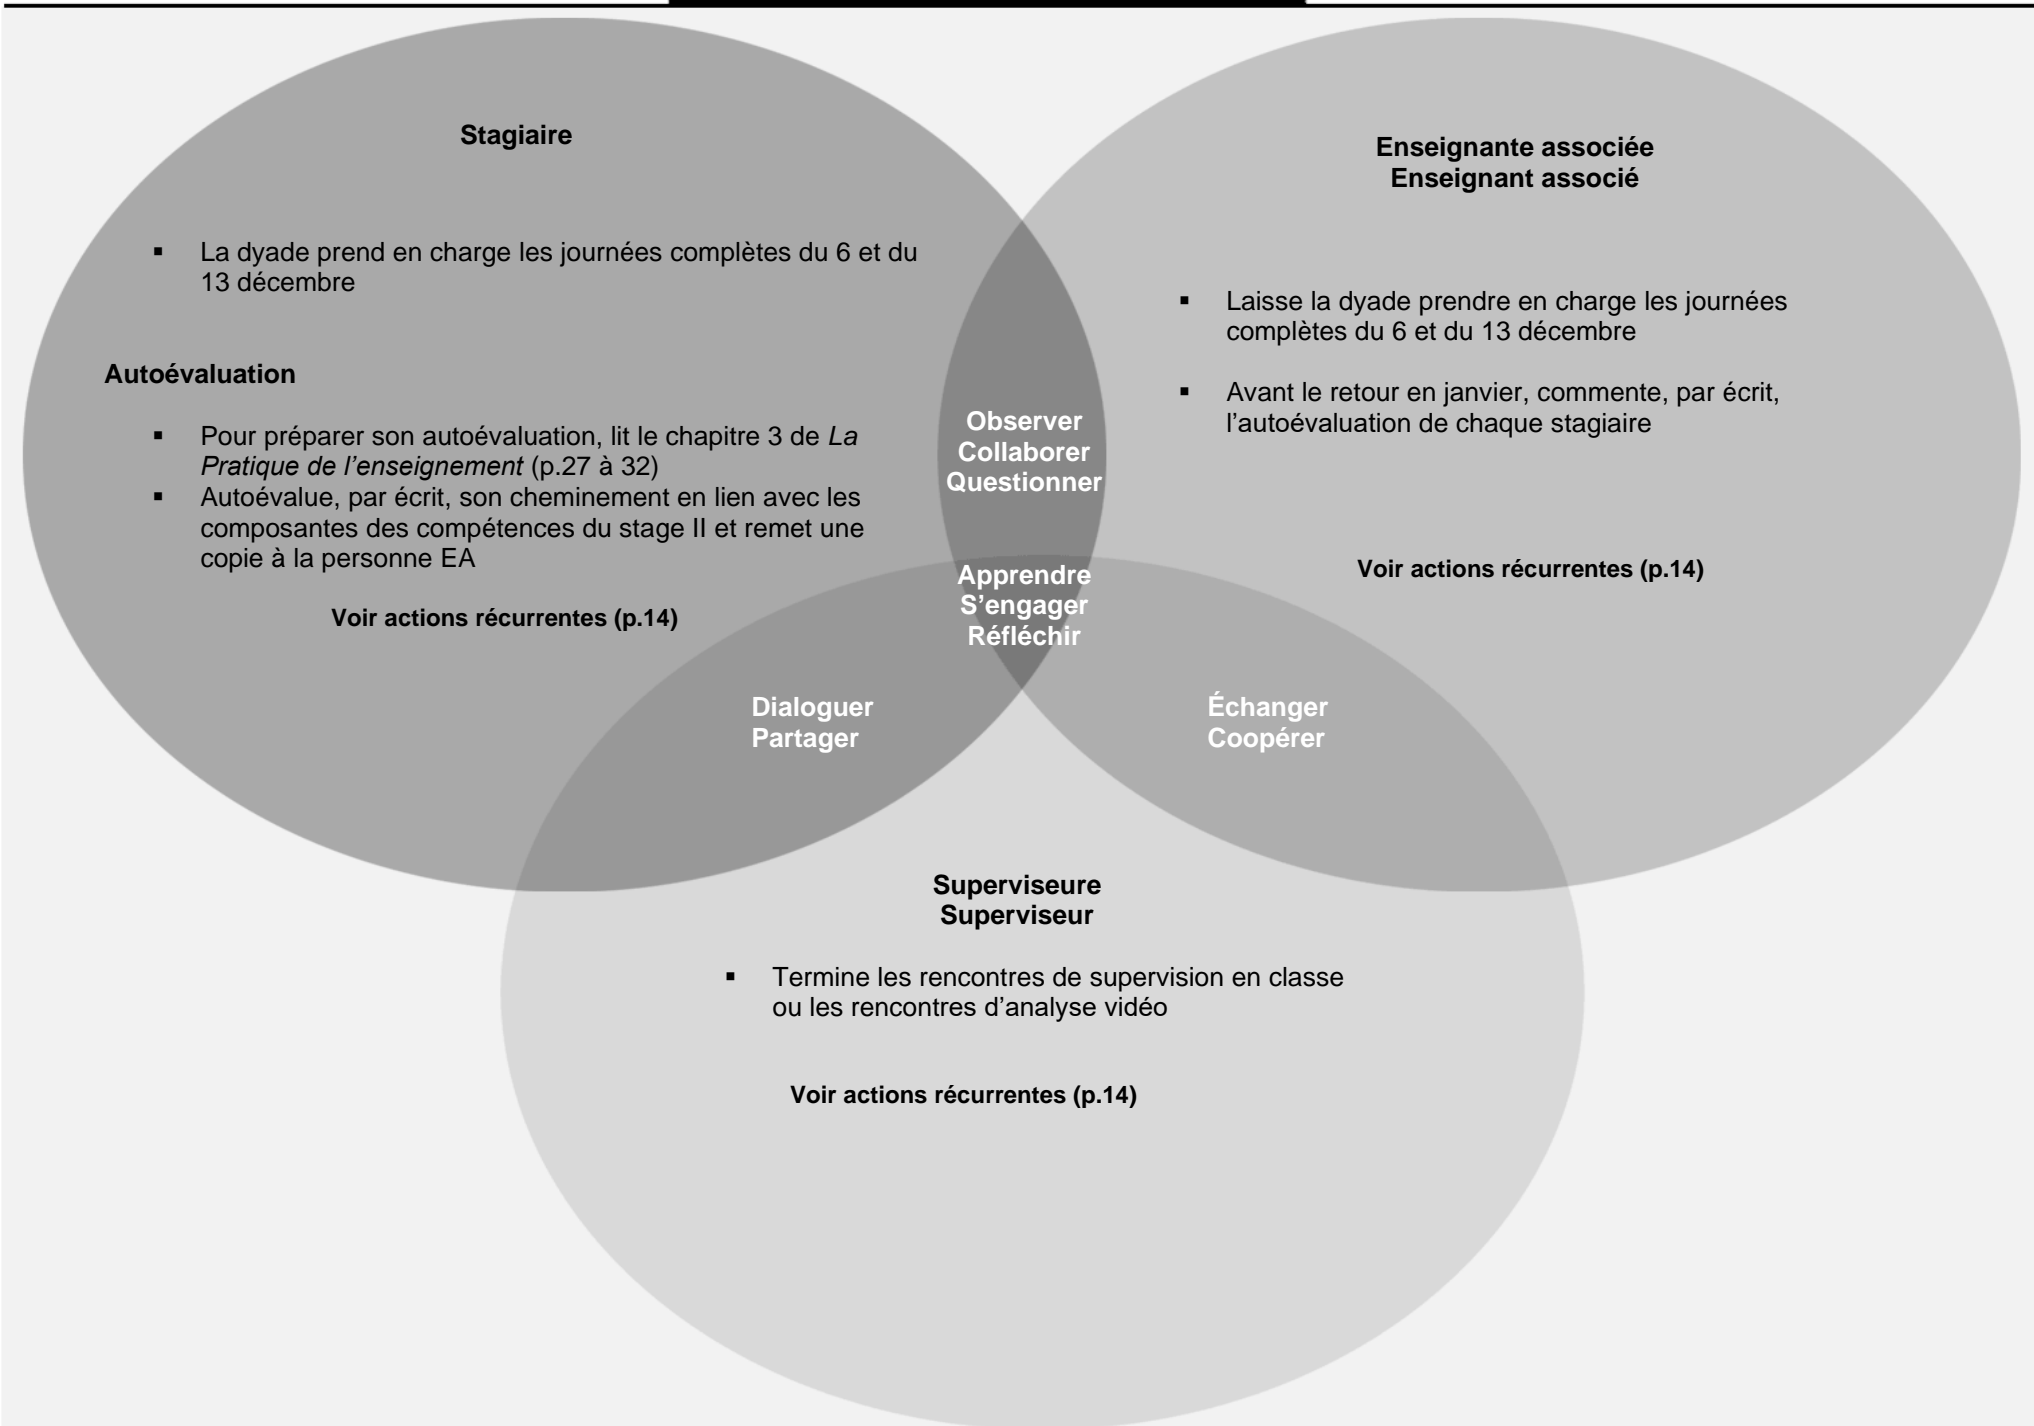 Stagiaire
▪ La dyade prend en charge les journées complètes du 6 et du
13 décembre
Autoévaluation
▪ Pour préparer son autoévaluation, lit le chapitre 3 de La
Pratique de l’enseignement (p.27 à 32)
▪ Autoévalue, par écrit, son cheminement en lien avec les
composantes des compétences du stage II et remet une
copie à la personne EA
Voir actions récurrentes (p.14)
Enseignante associée
Enseignant associé
▪ Laisse la dyade prendre en charge les journées
complètes du 6 et du 13 décembre
▪ Avant le retour en janvier, commente, par écrit,
l’autoévaluation de chaque stagiaire
Voir actions récurrentes (p.14)
Observer
Collaborer
Questionner
Apprendre
S’engager
Réfléchir
Dialoguer
Partager
Échanger
Coopérer
Superviseure
Superviseur
▪ Termine les rencontres de supervision en classe
ou les rencontres d’analyse vidéo
Voir actions récurrentes (p.14)